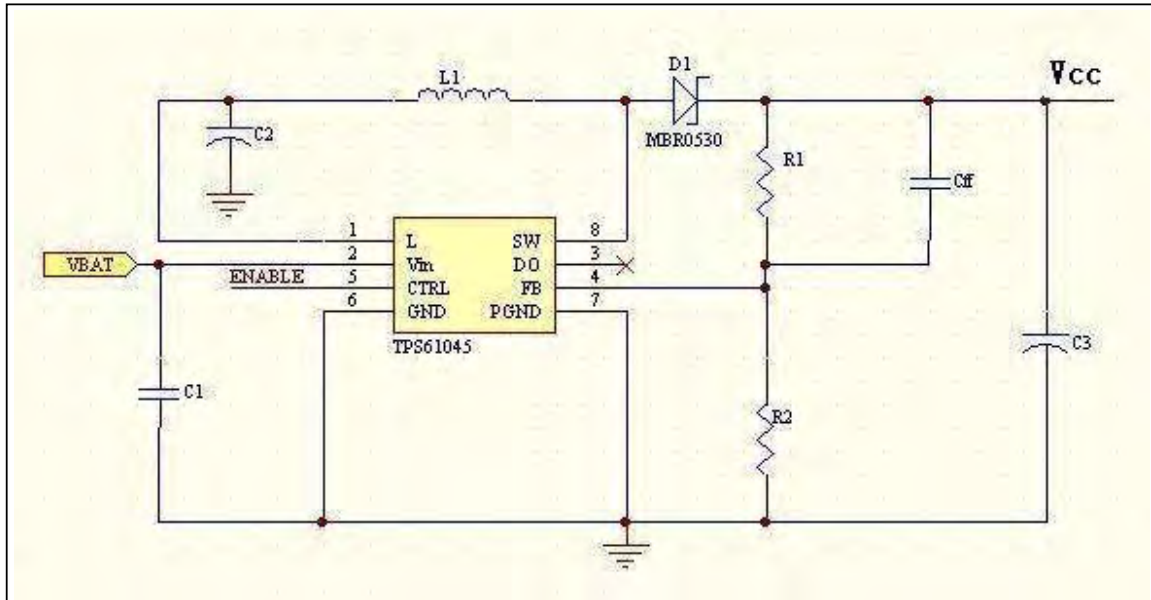 L1
D1
Vcc
C2
MBR0530
R1
Cff
1 L SW 8
VBAT 2 Vin DO 3
ENABLE 5 CTRL FB 4
6 GND PGND 7
TPS61045
C3
C1
R2